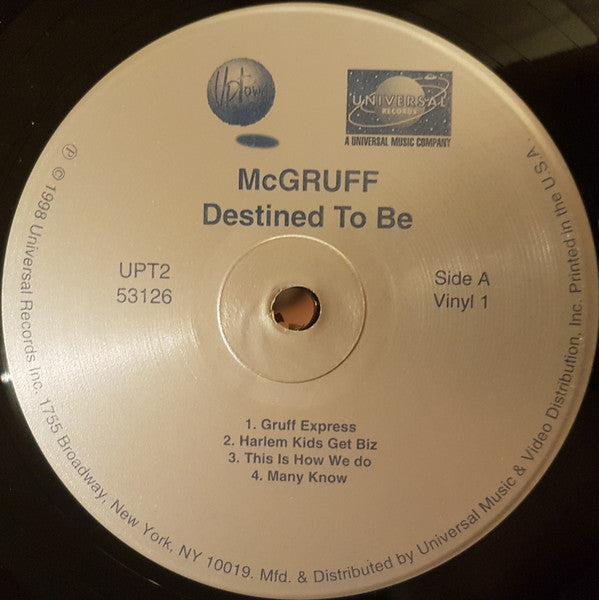 Uptown
UNIVERSAL
RECORDS
A UNIVERSAL MUSIC COMPANY
McGRUFF
Destined To Be
UPT2
53126
Side A
Vinyl 1
1. Gruff Express
2. Harlem Kids Get Biz
3. This Is How We do
4. Many Know
℗ © 1998 Universal Records Inc. 1755 Broadway, New York, NY 10019. Mfd. & Distributed by Universal Music & Video Distribution, Inc. Printed in the U.S.A.